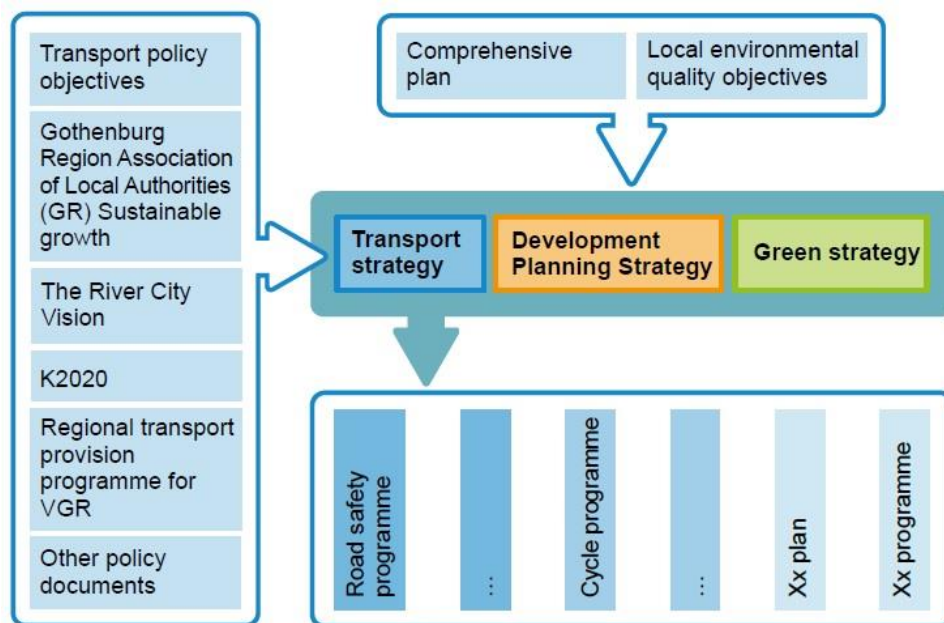 Transport policy
objectives
Gothenburg
Region Association
of Local Authorities
(GR) Sustainable
growth
The River City
Vision
K2020
Regional transport
provision
programme for
VGR
Other policy
documents
Comprehensive
plan
Local environmental
quality objectives
Transport
strategy
Development
Planning Strategy
Green strategy
Road safety
programme
...
Cycle programme
...
Xx plan
Xx programme